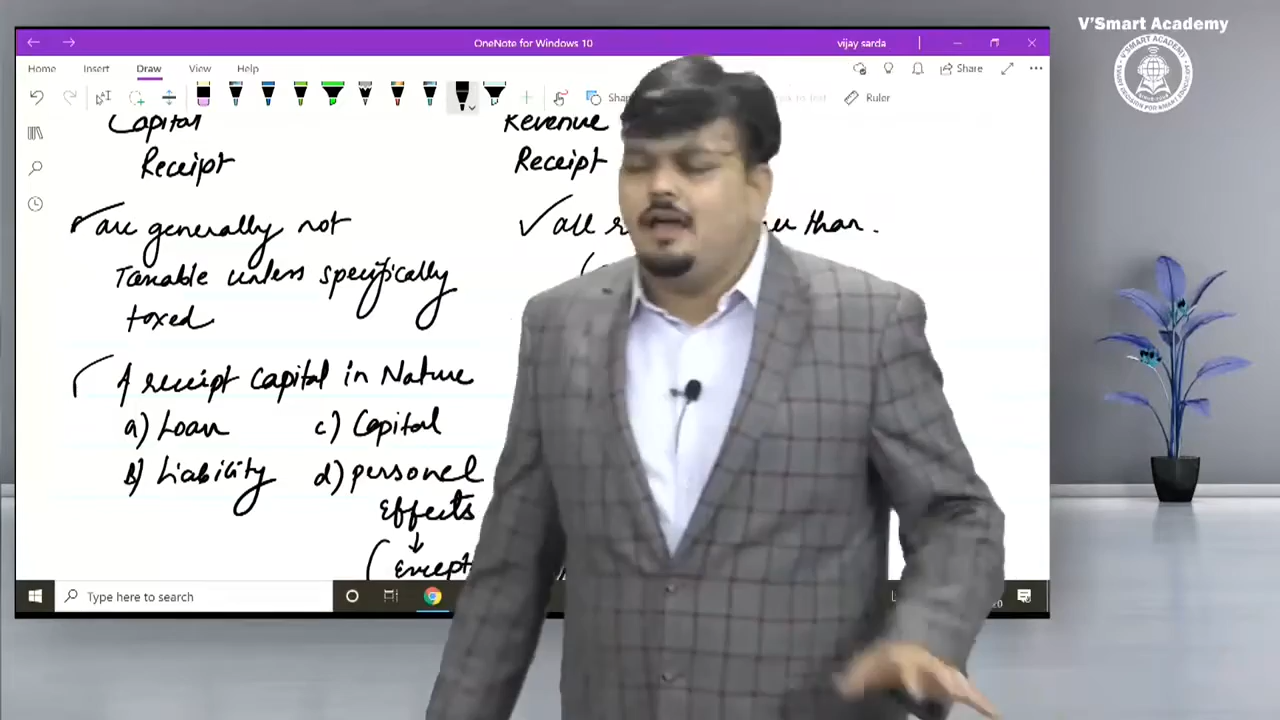 V'Smart Academy
OneNote for Windows 10
vijay sarda
Home Insert Draw View Help
Share
Ruler
Capital
Receipt
are generally not
Taxable unless specifically
taxed
A receipt capital in Nature
a) Loan c) Capital
B) Liability d) personel
Effects
Except
Revenue
Receipt
all than.
Type here to search